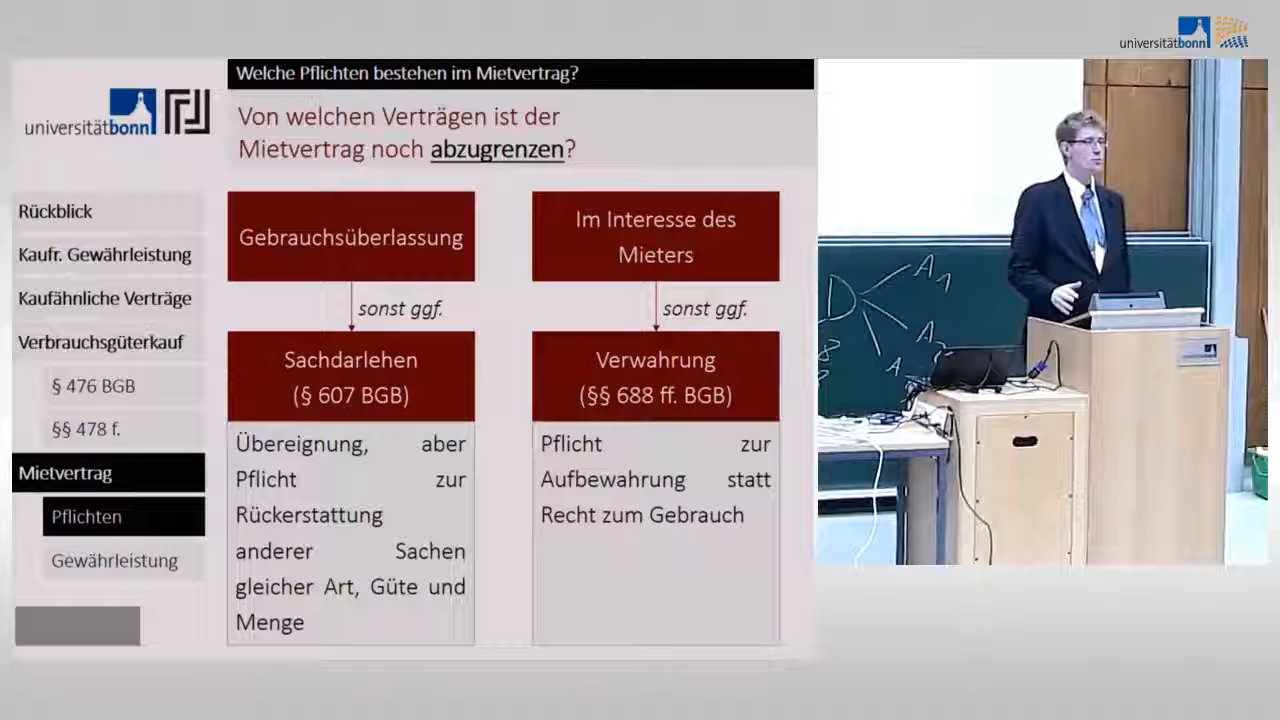 universitätbonn
Welche Pflichten bestehen im Mietvertrag?
universitätbonn
Von welchen Verträgen ist der
Mietvertrag noch abzugrenzen?
Rückblick
Kaufr. Gewährleistung
Kaufähnliche Verträge
Verbrauchsgüterkauf
§ 476 BGB
§§ 478 f.
Mietvertrag
Pflichten
Gewährleistung
Gebrauchsüberlassung
sonst ggf.
Sachdarlehen
(§ 607 BGB)
Übereignung, aber
Pflicht zur
Rückerstattung
anderer Sachen
gleicher Art, Güte und
Menge
Im Interesse des
Mieters
sonst ggf.
Verwahrung
(§§ 688 ff. BGB)
Pflicht zur
Aufbewahrung statt
Recht zum Gebrauch
D
A1
A2